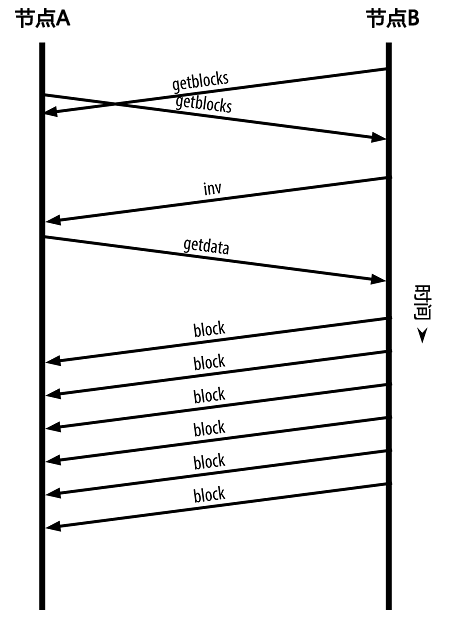 节点A
节点B
getblocks
getblocks
inv
getdata
时间
block
block
block
block
block
block